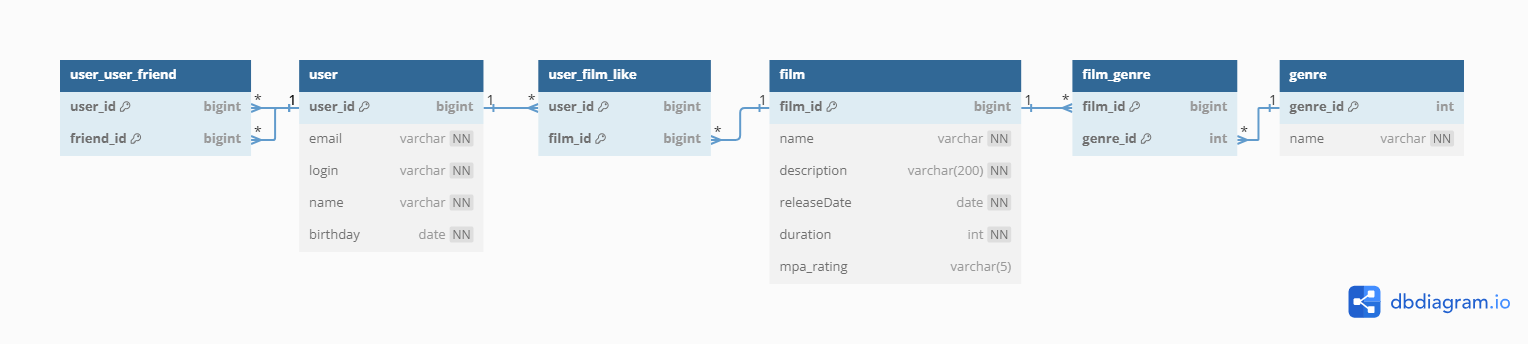 user_user_friend
user_id bigint
friend_id bigint
* 1
*
user
user_id bigint
email varchar NN
login varchar NN
name varchar NN
birthday date NN
1 *
user_film_like
user_id bigint
film_id bigint
* 1
film
film_id bigint
name varchar NN
description varchar(200) NN
releaseDate date NN
duration int NN
mpa_rating varchar(5)
1 *
film_genre
film_id bigint
genre_id int
* 1
genre
genre_id int
name varchar NN
dbdiagram.io